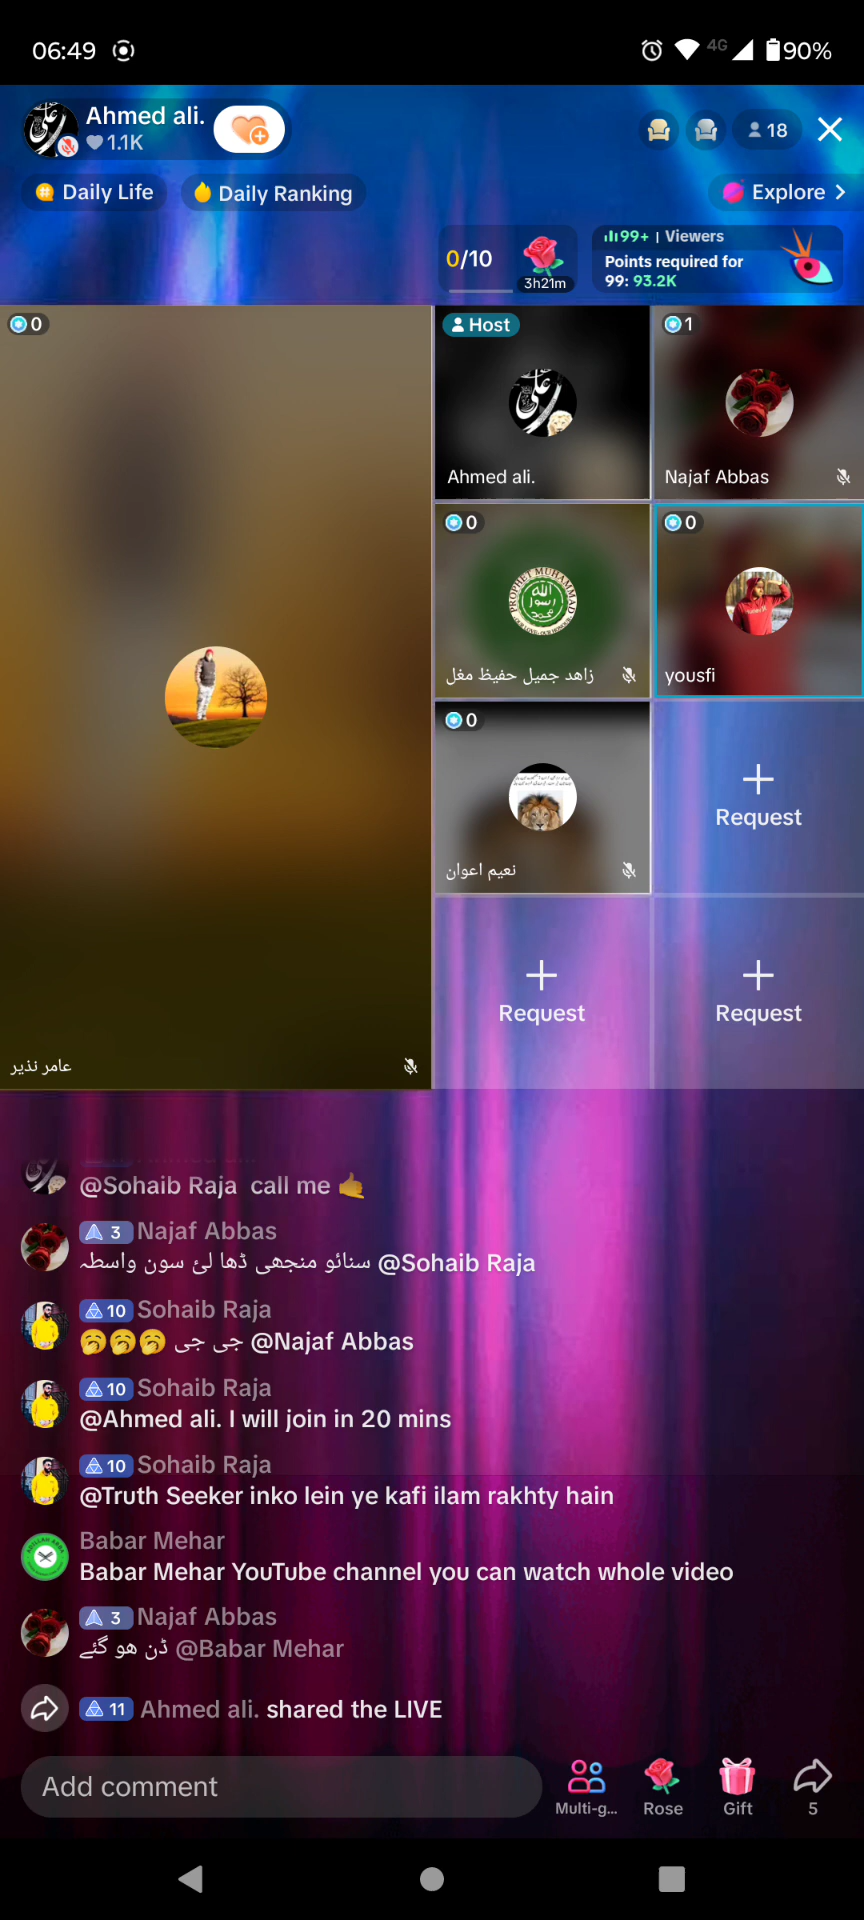 06:49
4G
90%
Ahmed ali.
1.1K
18
Daily Life
Daily Ranking
Explore
0/10
3h21m
99+ | Viewers
Points required for
99: 93.2K
0
Host
Ahmed ali.
1
Najaf Abbas
0
PROPHET MUHAMMAD
الله
رسول
محمد
زاهد جمیل حفیظ مغل
0
yousfi
0
نعیم اعوان
Request
Request
Request
عامر نذیر
@Sohaib Raja call me 🤙
3 Najaf Abbas
سنائو منجھی ڈھا لئ سون واسطہ @Sohaib Raja
10 Sohaib Raja
🥱🥱🥱 جی جی @Najaf Abbas
10 Sohaib Raja
@Ahmed ali. I will join in 20 mins
10 Sohaib Raja
@Truth Seeker inko lein ye kafi ilam rakhty hain
Babar Mehar
Babar Mehar YouTube channel you can watch whole video
3 Najaf Abbas
ڈن ھو گئے @Babar Mehar
11 Ahmed ali. shared the LIVE
Add comment
Multi-g...
Rose
Gift
5